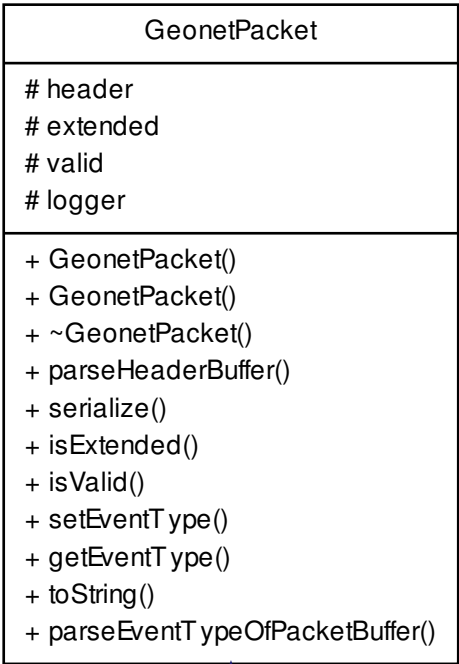 GeonetPacket
# header
# extended
# valid
# logger
+ GeonetPacket()
+ GeonetPacket()
+ ~GeonetPacket()
+ parseHeaderBuffer()
+ serialize()
+ isExtended()
+ isValid()
+ setEventType()
+ getEventType()
+ toString()
+ parseEventTypeOfPacketBuffer()